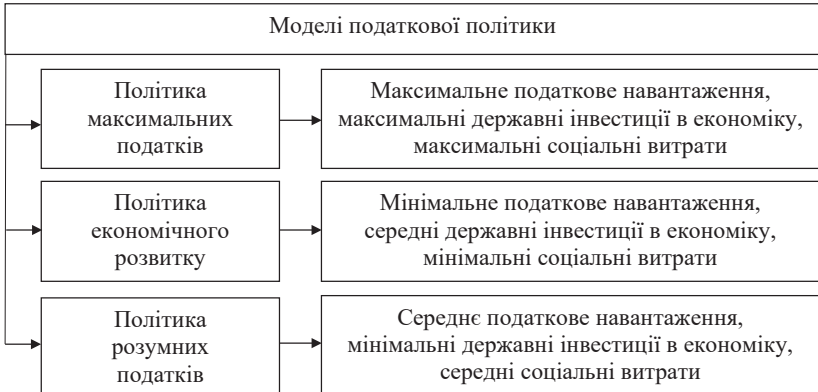 Моделі податкової політики
Політика
максимальних
податків
Максимальне податкове навантаження,
максимальні державні інвестиції в економіку,
максимальні соціальні витрати
Політика
економічного
розвитку
Мінімальне податкове навантаження,
середні державні інвестиції в економіку,
мінімальні соціальні витрати
Політика
розумних
податків
Середнє податкове навантаження,
мінімальні державні інвестиції в економіку,
середні соціальні витрати